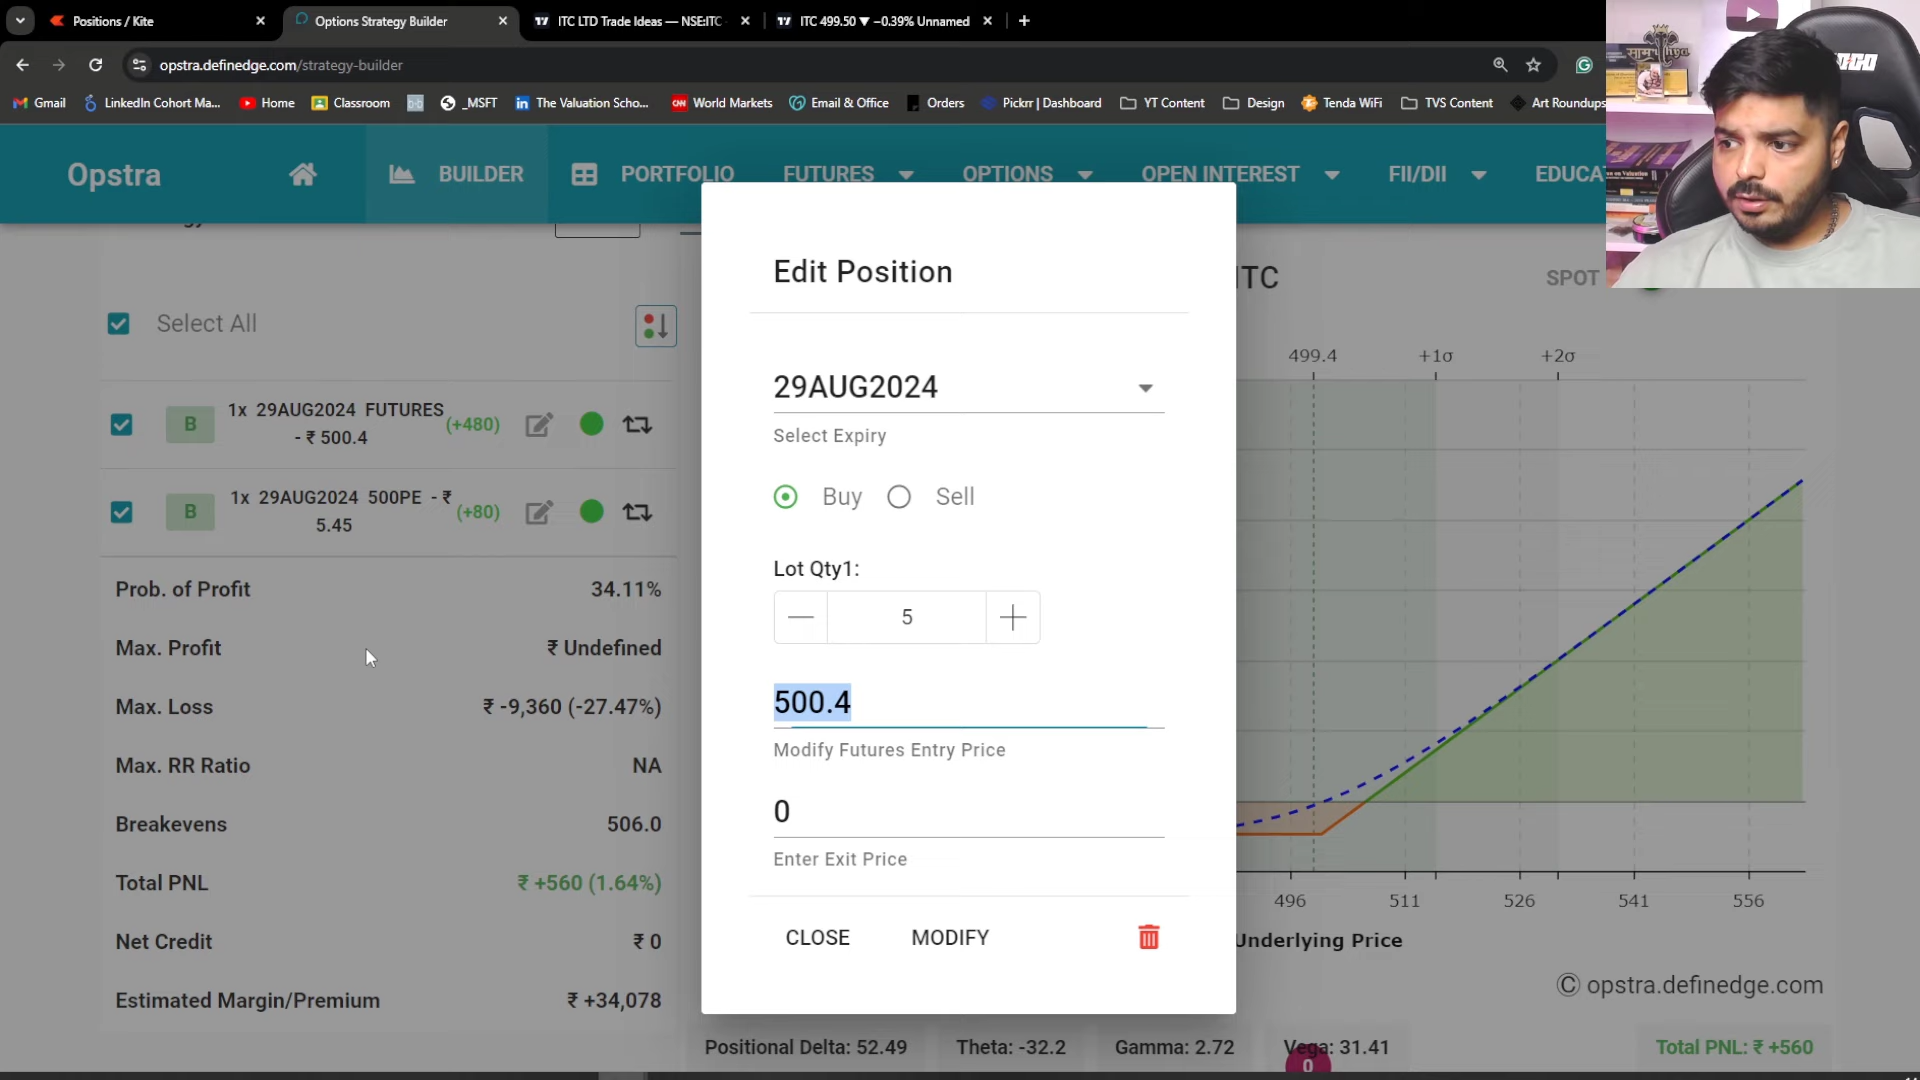 Positions / Kite
Options Strategy Builder
ITC LTD Trade Ideas — NSE:ITC
ITC 499.50 ▼ −0.39% Unnamed
opstra.definedge.com/strategy-builder
Gmail
LinkedIn Cohort Ma...
Home
Classroom
_MSFT
The Valuation Scho...
World Markets
Email & Office
Orders
Pickrr | Dashboard
YT Content
Design
Tenda WiFi
TVS Content
Art Roundups
Opstra
BUILDER
PORTFOLIO
FUTURES
OPTIONS
OPEN INTEREST
FII/DII
EDUCA
Select All
B
1x 29AUG2024 FUTURES
- ₹ 500.4
(+480)
B
1x 29AUG2024 500PE - ₹
5.45
(+80)
Prob. of Profit 34.11%
Max. Profit ₹ Undefined
Max. Loss ₹ -9,360 (-27.47%)
Max. RR Ratio NA
Breakevens 506.0
Total PNL ₹ +560 (1.64%)
Net Credit ₹ 0
Estimated Margin/Premium ₹ +34,078
Edit Position
29AUG2024
Select Expiry
Buy
Sell
Lot Qty1:
5
500.4
Modify Futures Entry Price
0
Enter Exit Price
CLOSE
MODIFY
ITC
SPOT
499.4 +1σ +2σ
496 511 526 541 556
Underlying Price
© opstra.definedge.com
Positional Delta: 52.49
Theta: -32.2
Gamma: 2.72
Vega: 31.41
0
Total PNL: ₹ +560